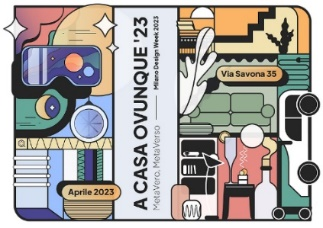 A CASA OVUNQUE '23
Milano Design Week 2023
MetaVero, MetaVerso
Via Savona 35
Aprile 2023